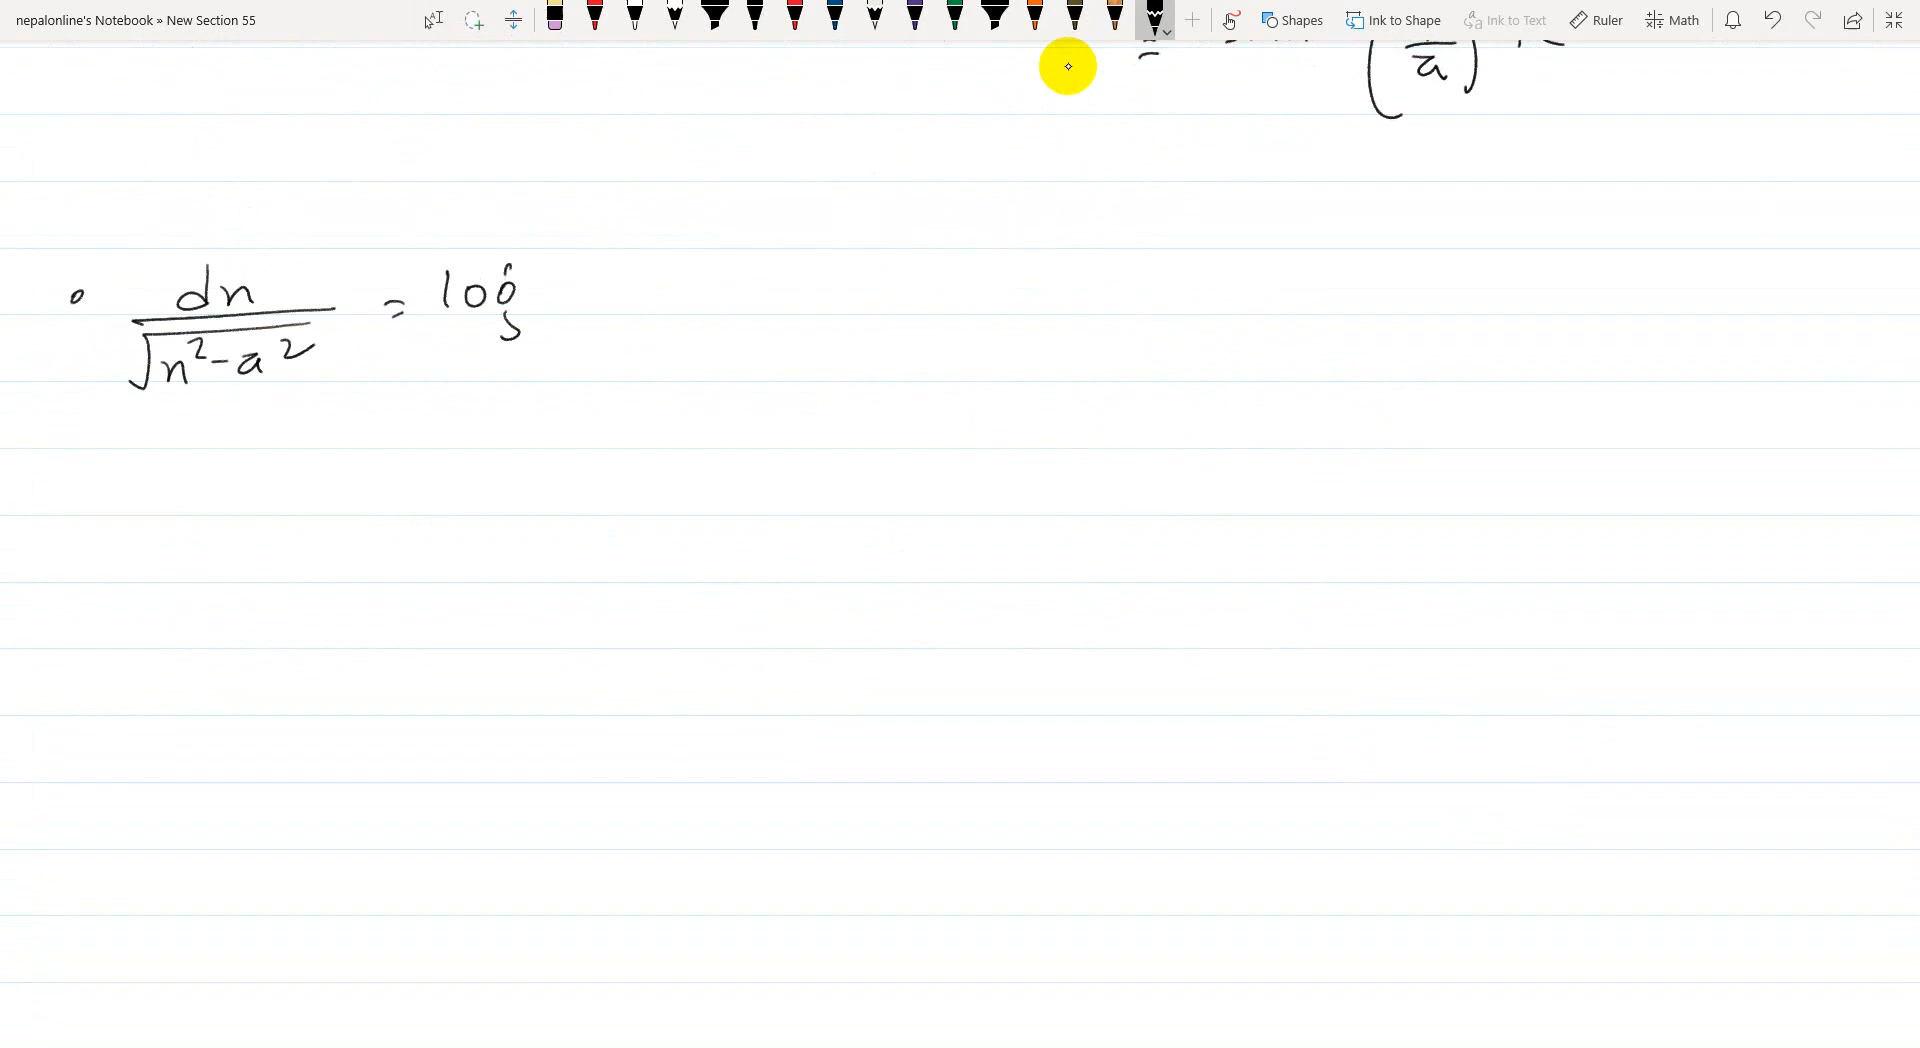 nepalonline's Notebook » New Section 55
Shapes Ink to Shape Ink to Text Ruler Math
a
dn = log
√n²-a²